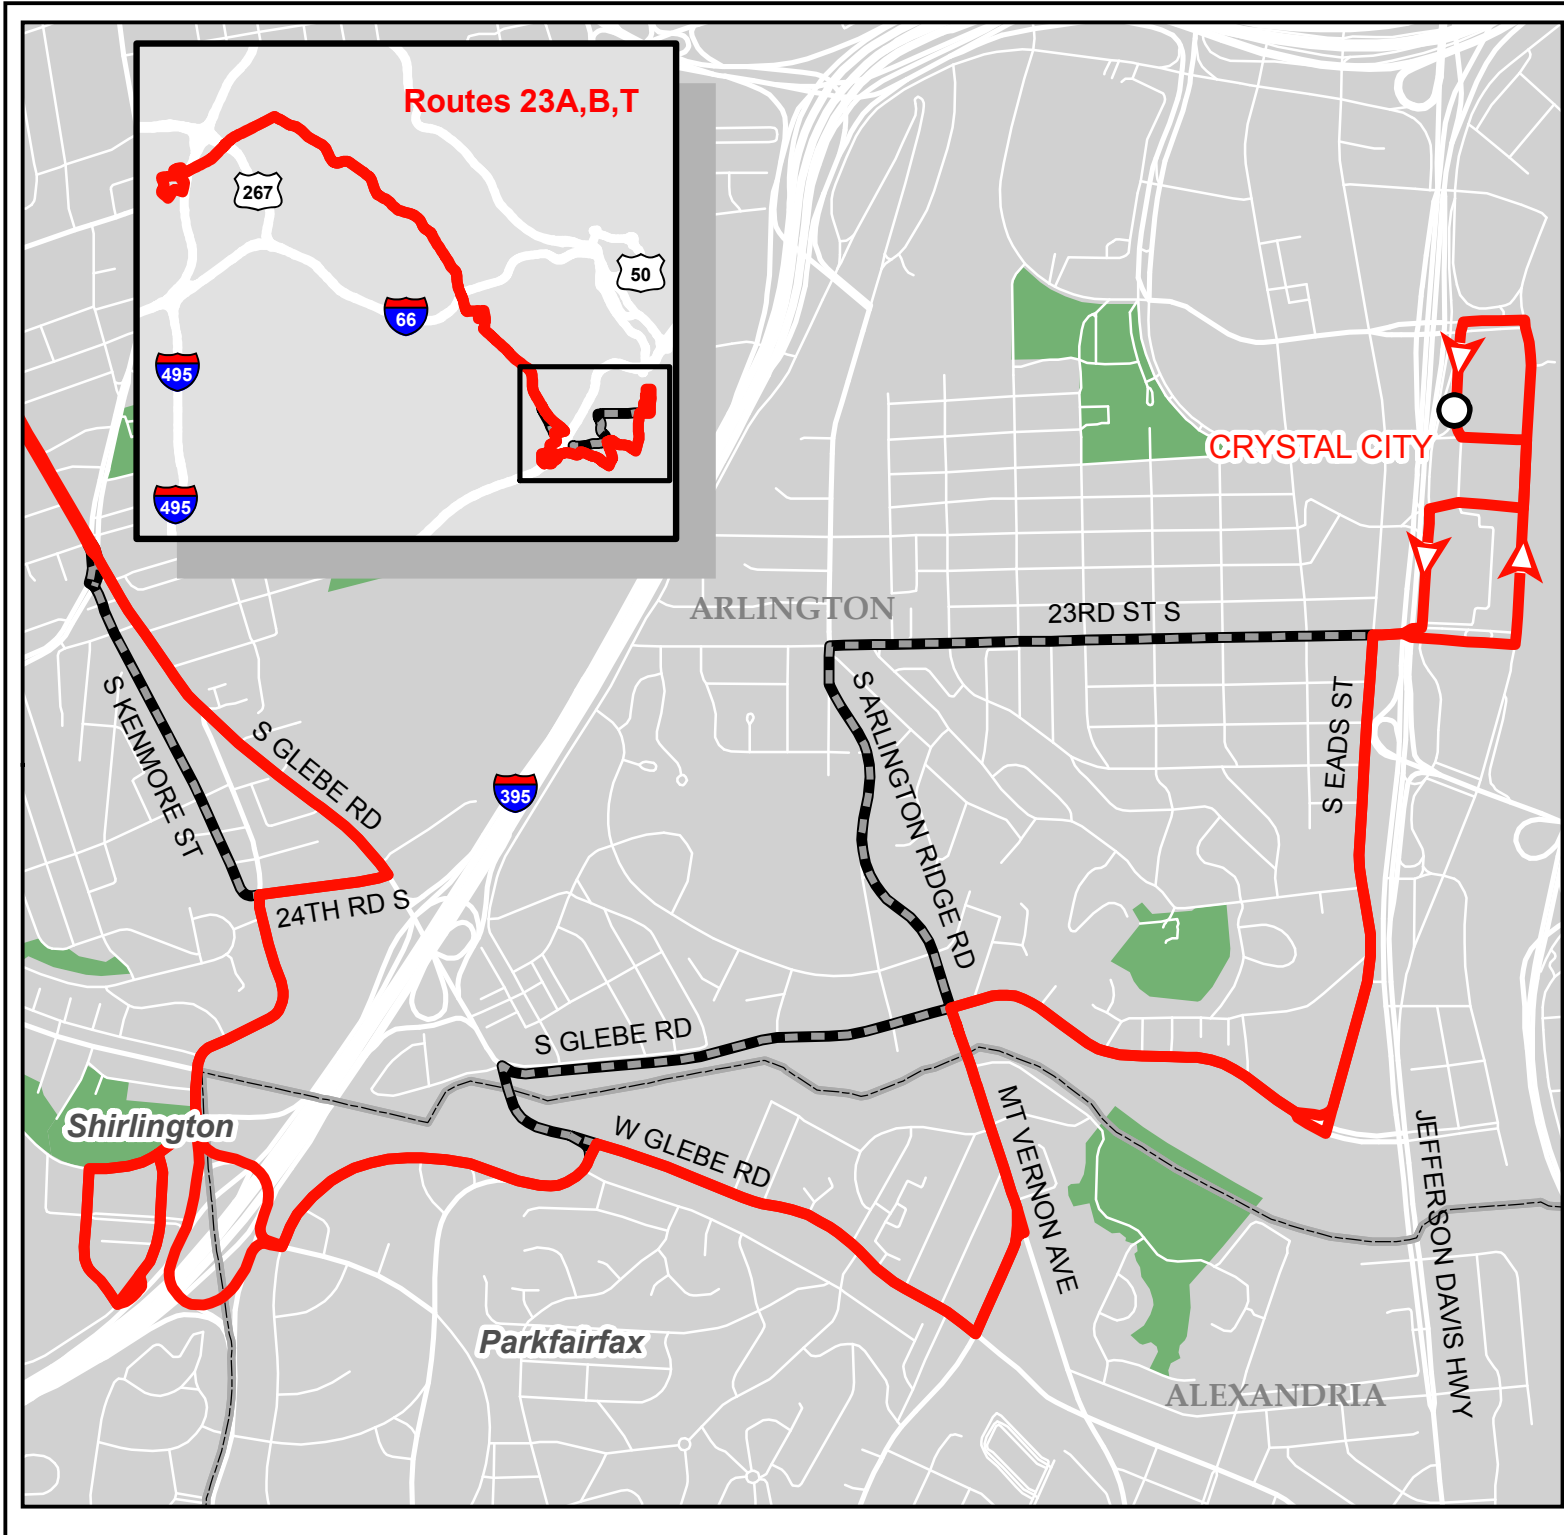 Routes 23A,B,T
267
50
66
495
495
CRYSTAL CITY
ARLINGTON
23RD ST S
S KENMORE ST
S GLEBE RD
S ARLINGTON RIDGE RD
S EADS ST
395
24TH RD S
S GLEBE RD
Shirlington
W GLEBE RD
MT VERNON AVE
JEFFERSON DAVIS HWY
Parkfairfax
ALEXANDRIA